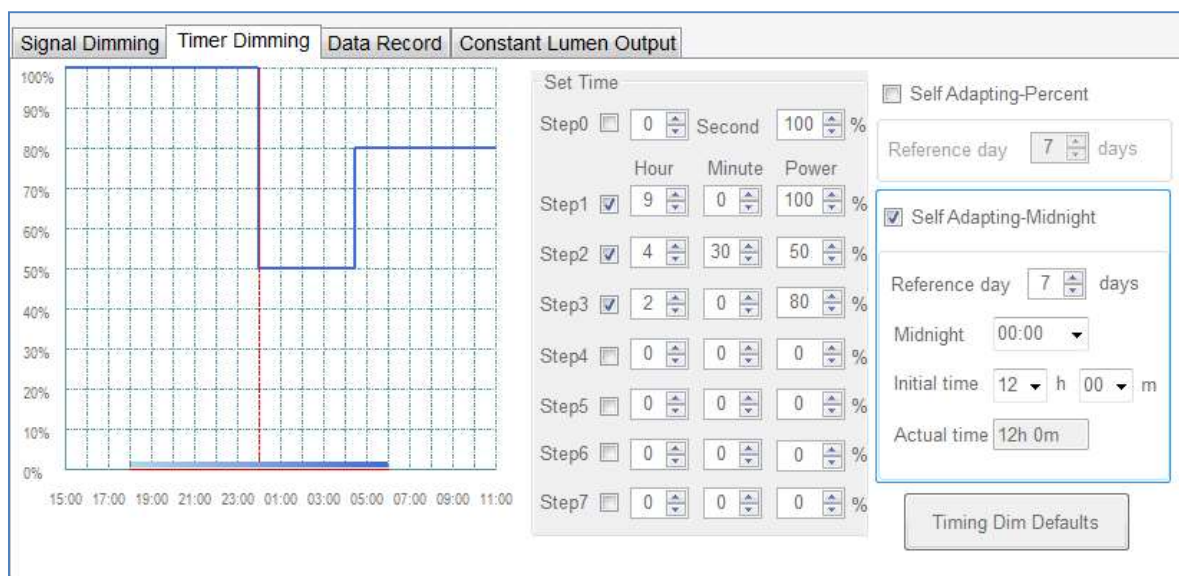 Signal Dimming Timer Dimming Data Record Constant Lumen Output
100%
90%
80%
70%
60%
50%
40%
30%
20%
10%
0%
15:00 17:00 19:00 21:00 23:00 01:00 03:00 05:00 07:00 09:00 11:00
Set Time
Step0 0 Second 100 %
Hour Minute Power
Step1 9 0 100 %
Step2 4 30 50 %
Step3 2 0 80 %
Step4 0 0 0 %
Step5 0 0 0 %
Step6 0 0 0 %
Step7 0 0 0 %
Self Adapting-Percent
Reference day 7 days
Self Adapting-Midnight
Reference day 7 days
Midnight 00:00
Initial time 12 h 00 m
Actual time 12h 0m
Timing Dim Defaults